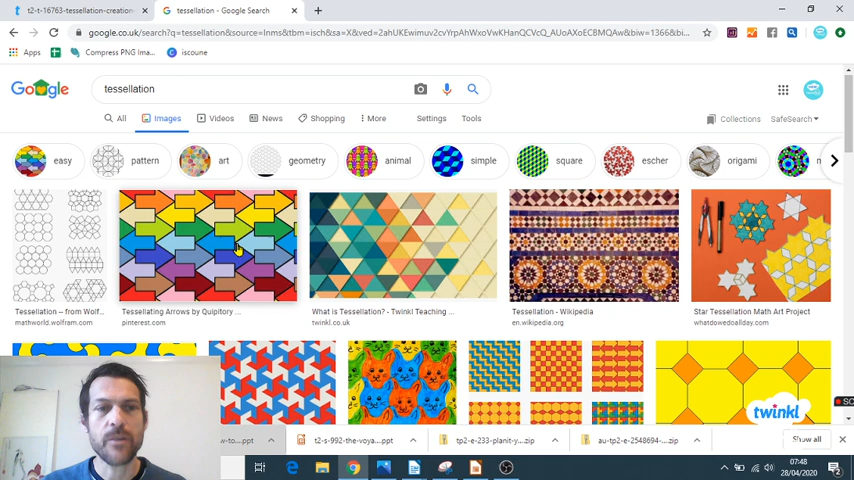 t2-t-16763-tessellation-creation-
tessellation - Google Search
google.co.uk/search?q=tessellation&source=lnms&tbm=isch&sa=X&ved=2ahUKEwimuv2cvYrpAhWxoVwKHanQCVcQ_AUoAXoECBMQAw&biw=1366&bi...
Apps
Compress PNG Ima...
iscoune
tessellation
All
Images
Videos
News
Shopping
More
Settings
Tools
Collections
SafeSearch
easy
pattern
art
geometry
animal
simple
square
escher
origami
Tessellation -- from Wolf...
mathworld.wolfram.com
Tessellating Arrows by Quipitory ...
pinterest.com
What is Tessellation? - Twinkl Teaching ...
twinkl.co.uk
Tessellation - Wikipedia
en.wikipedia.org
Star Tessellation Math Art Project
whatdowedoallday.com
twinkl
w-to....ppt
t2-s-992-the-voya....ppt
tp2-e-233-planit-y....zip
au-tp2-e-2548694-....zip
Show all
07:48
28/04/2020
2